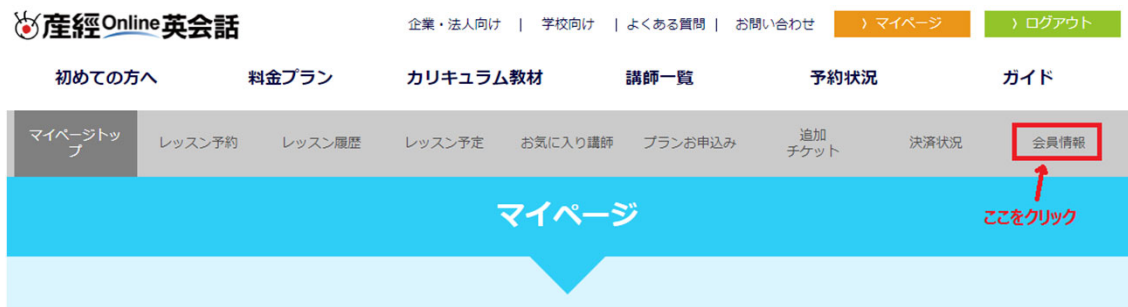 産經Online英会話
企業・法人向け | 学校向け | よくある質問 | お問い合わせ 〉マイページ 〉ログアウト
初めての方へ 料金プラン カリキュラム教材 講師一覧 予約状況 ガイド
マイページトッ
プ
レッスン予約 レッスン履歴 レッスン予定 お気に入り講師 プランお申込み
追加
チケット
決済状況 会員情報
マイページ
ここをクリック